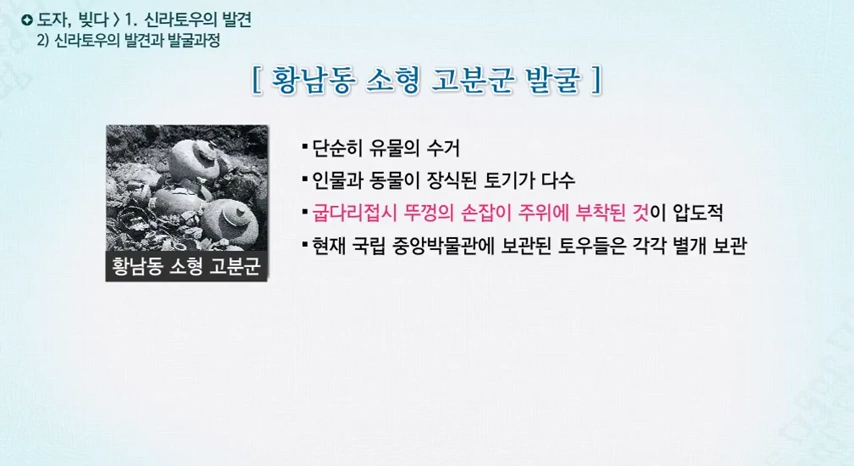 도자, 빚다 > 1. 신라토우의 발견
2) 신라토우의 발견과 발굴과정
[ 황남동 소형 고분군 발굴 ]
▪ 단순히 유물의 수거
▪ 인물과 동물이 장식된 토기가 다수
▪ 굽다리접시 뚜껑의 손잡이 주위에 부착된 것이 압도적
▪ 현재 국립 중앙박물관에 보관된 토우들은 각각 별개 보관
황남동 소형 고분군